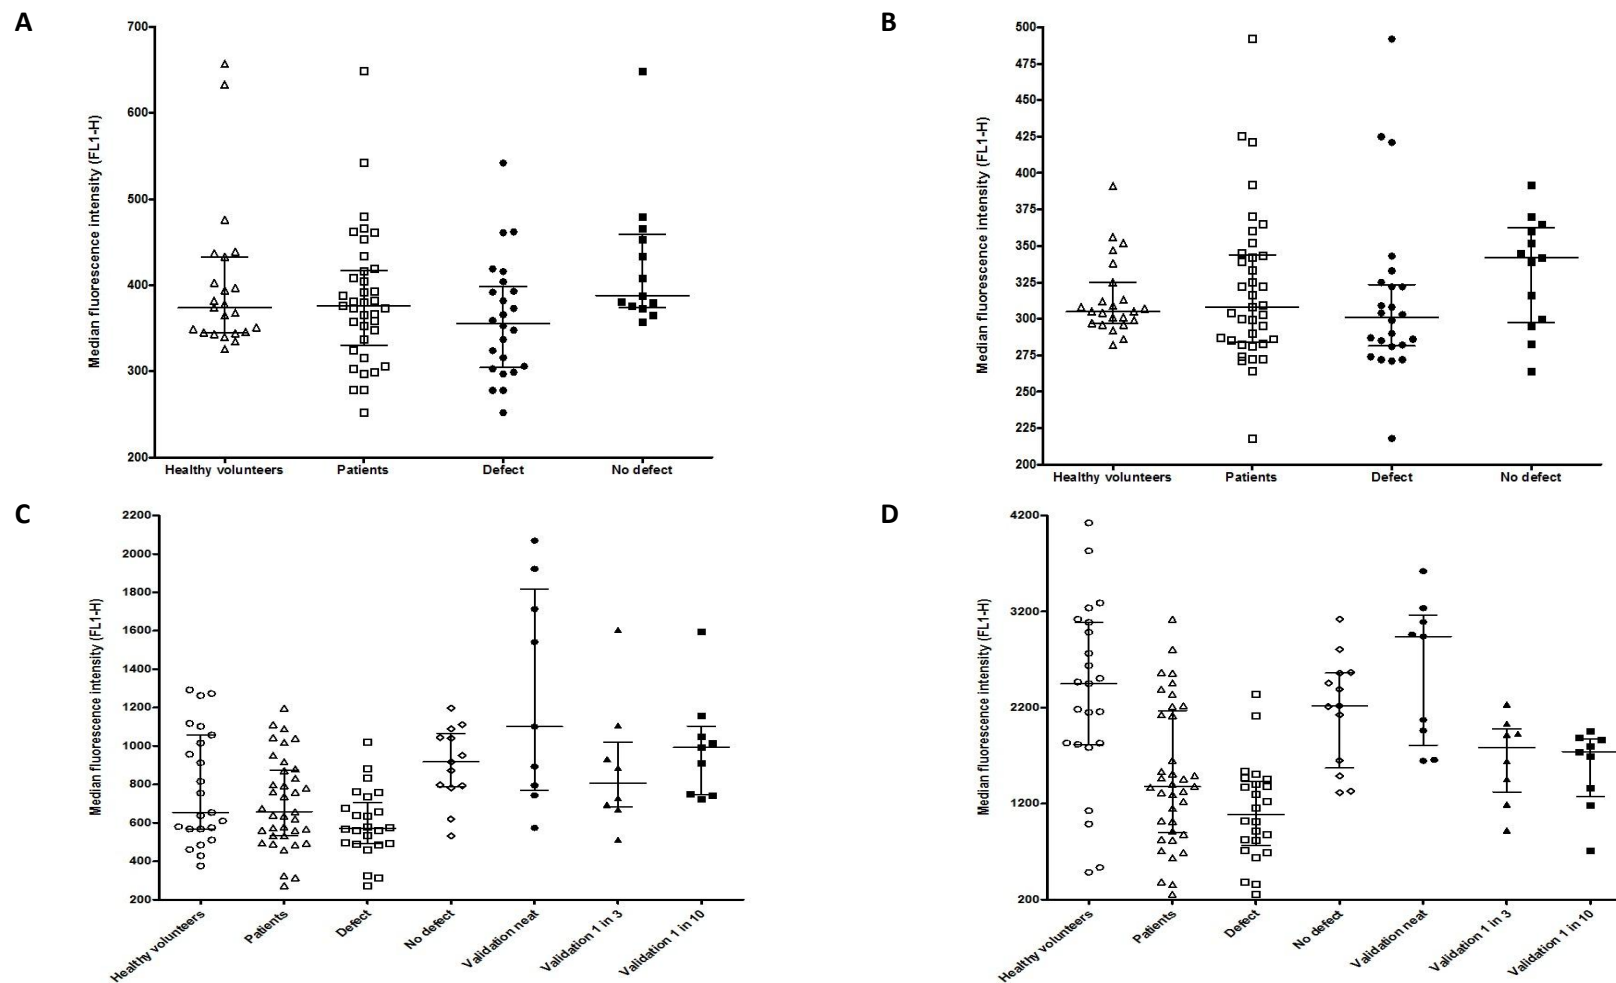 A
Median fluorescence intensity (FL1-H)
700
600
500
400
300
200
Healthy volunteers Patients Defect No defect
B
Median fluorescence intensity (FL1-H)
500
475
450
425
400
375
350
325
300
275
250
225
200
Healthy volunteers Patients Defect No defect
C
Median fluorescence intensity (FL1-H)
2200
2000
1800
1600
1400
1200
1000
800
600
400
200
Healthy volunteers
Patients
Defect
No defect
Validation neat
Validation 1 in 3
Validation 1 in 10
D
Median fluorescence intensity (FL1-H)
4200
3200
2200
1200
200
Healthy volunteers
Patients
Defect
No defect
Validation neat
Validation 1 in 3
Validation 1 in 10